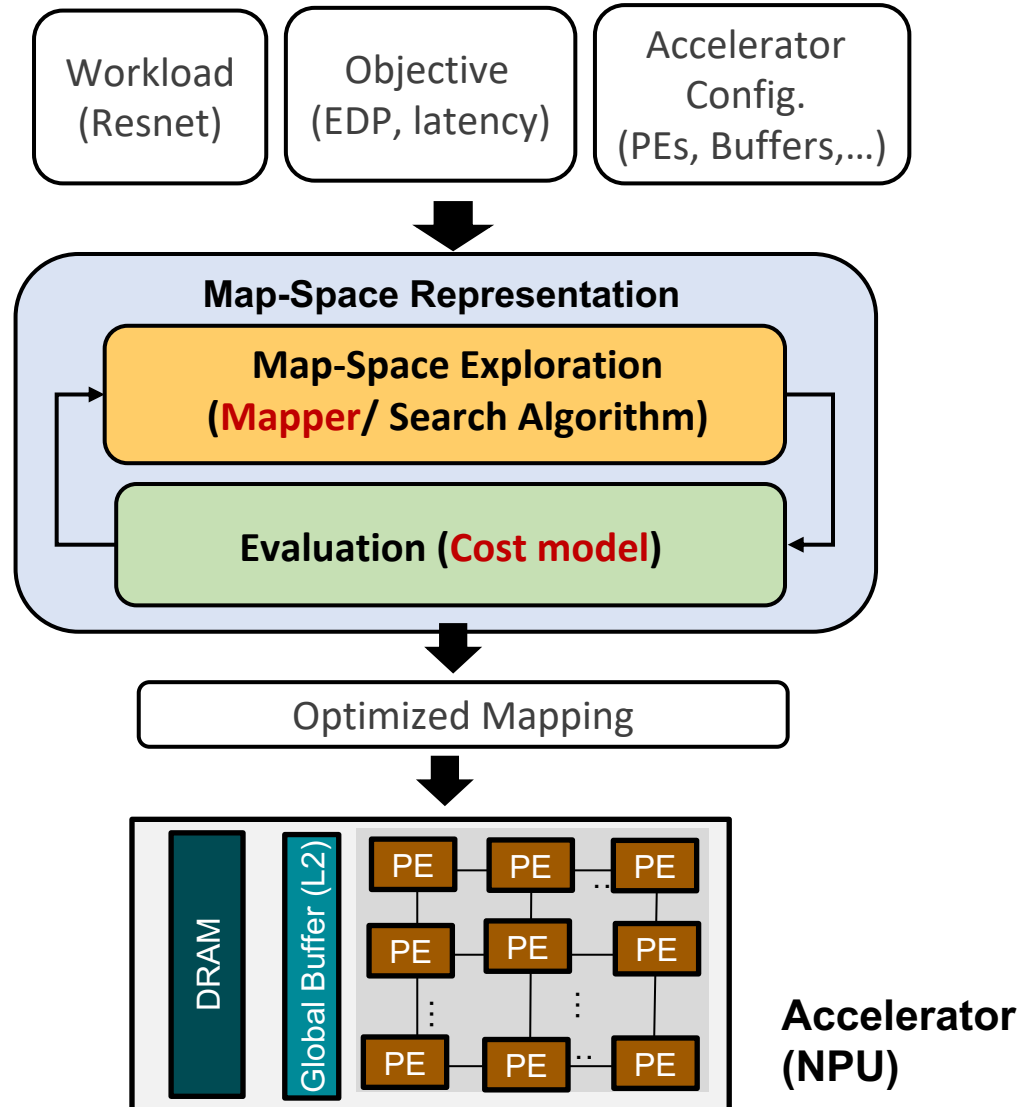 Workload
(Resnet)
Objective
(EDP, latency)
Accelerator
Config.
(PEs, Buffers,...)
Map-Space Representation
Map-Space Exploration
(Mapper/ Search Algorithm)
Evaluation (Cost model)
Optimized Mapping
DRAM
Global Buffer (L2)
PE PE .. PE
PE PE PE
... ...
PE PE .. PE
Accelerator
(NPU)